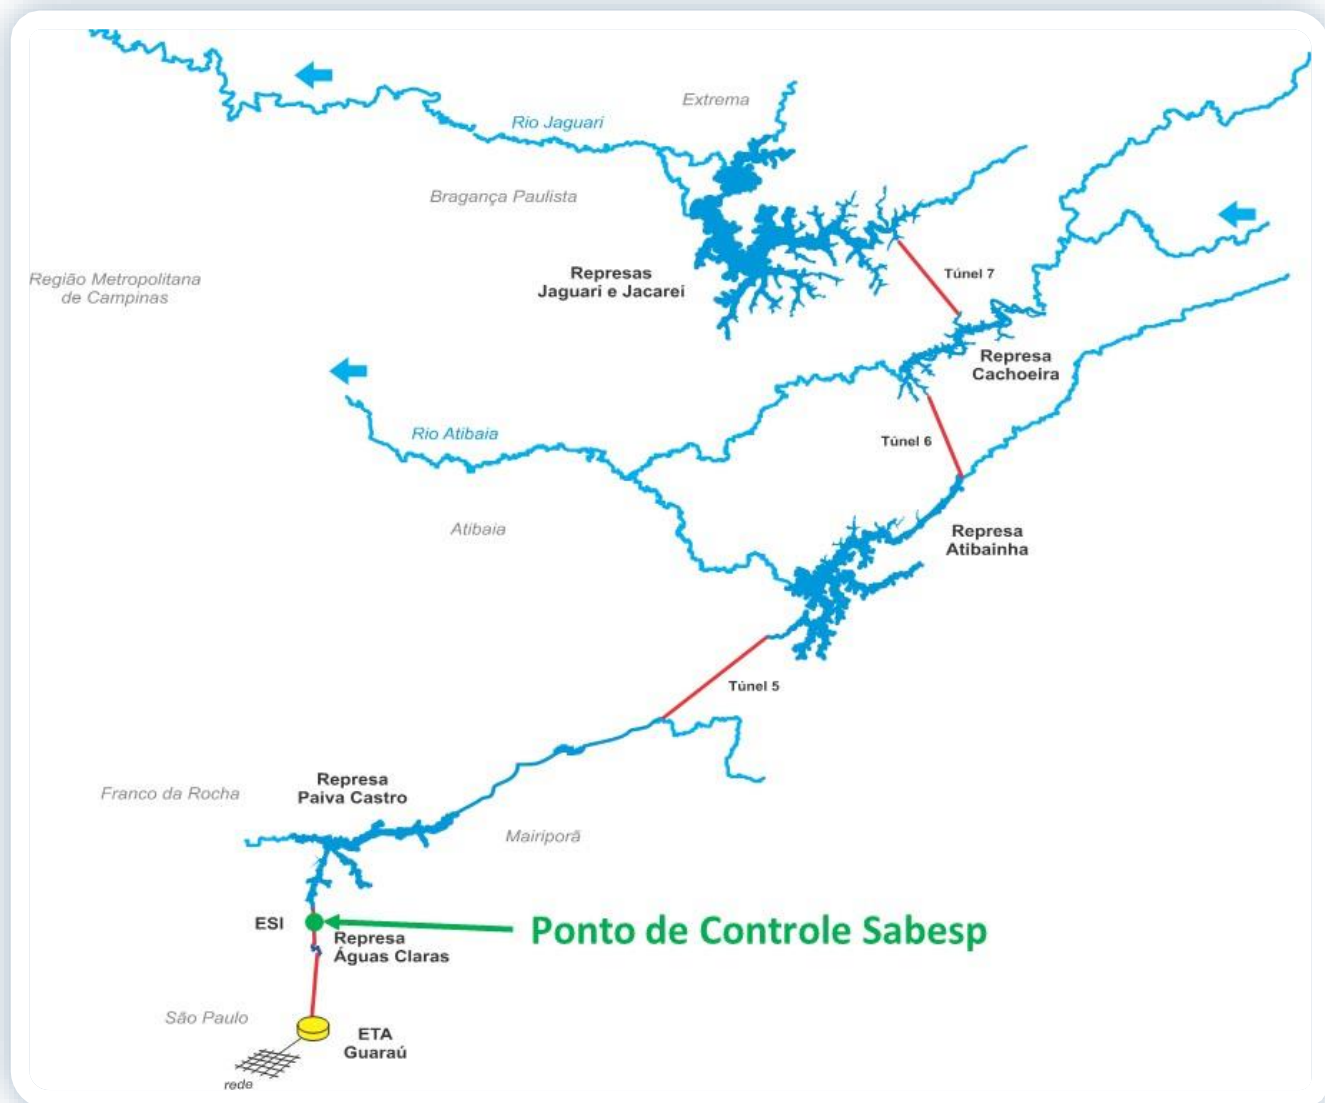 Extrema
Rio Jaguari
Bragança Paulista
Região Metropolitana
de Campinas
Represas
Jaguari e Jacarei
Túnel 7
Represa
Cachoeira
Rio Atibaia
Túnel 6
Atibaia
Represa
Atibainha
Túnel 5
Represa
Paiva Castro
Franco da Rocha
Mairiporã
ESI
Ponto de Controle Sabesp
Represa
Águas Claras
São Paulo
ETA
Guaraú
rede